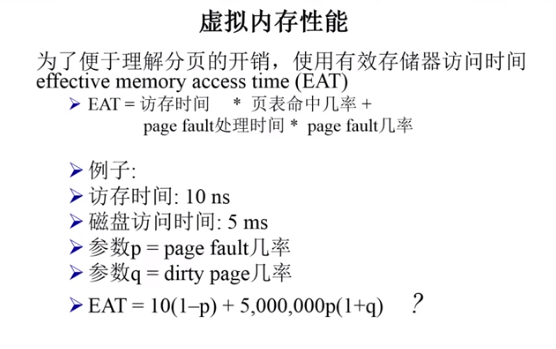 虚拟内存性能
为了便于理解分页的开销，使用有效存储器访问时间
effective memory access time (EAT)
➤ EAT = 访存时间 * 页表命中几率 +
page fault处理时间 * page fault几率
➤ 例子:
➤ 访存时间: 10 ns
➤ 磁盘访问时间: 5 ms
➤ 参数p = page fault几率
➤ 参数q = dirty page几率
➤ EAT = 10(1–p) + 5,000,000p(1+q) ?